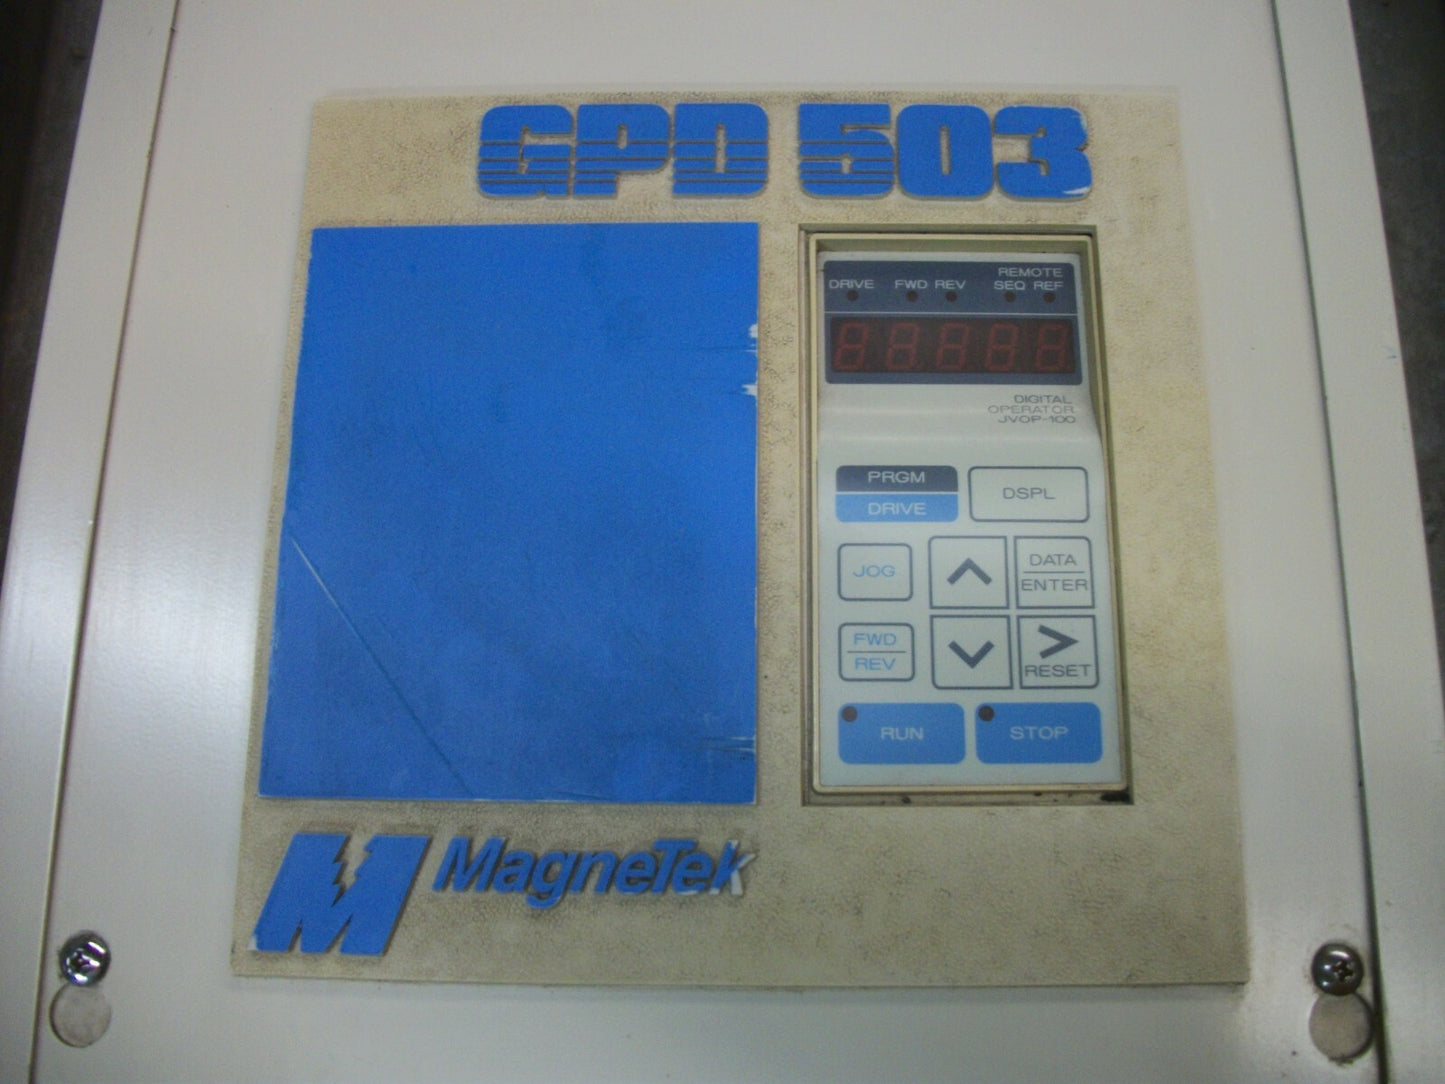 GPD 503
REMOTE
DRIVE FWD REV SEQ REF
DIGITAL
OPERATOR
JVOP-100
PRGM
DRIVE
DSPL
JOG
DATA
ENTER
FWD
REV
RESET
RUN
STOP
MagneTek